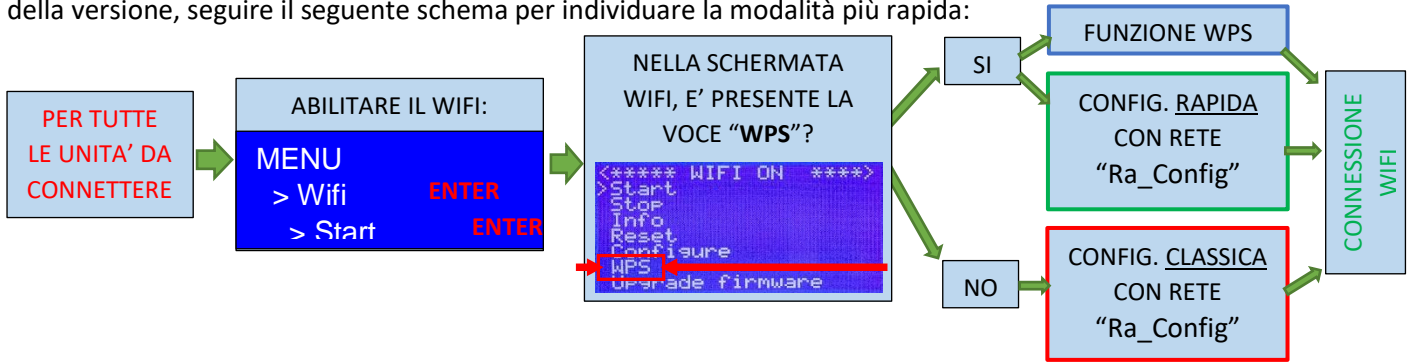 della versione, seguire il seguente schema per individuare la modalità più rapida:
PER TUTTE
LE UNITA’ DA
CONNETTERE
ABILITARE IL WIFI:
MENU
> Wifi ENTER
> Start ENTER
NELLA SCHERMATA
WIFI, E’ PRESENTE LA
VOCE “WPS”?
<***** WIFI ON ****>
>Start
Stop
Info
Reset
Configure
WPS
Upgrade firmware
SI
NO
FUNZIONE WPS
CONFIG. RAPIDA
CON RETE
“Ra_Config”
CONFIG. CLASSICA
CON RETE
“Ra_Config”
CONNESSIONE
WIFI